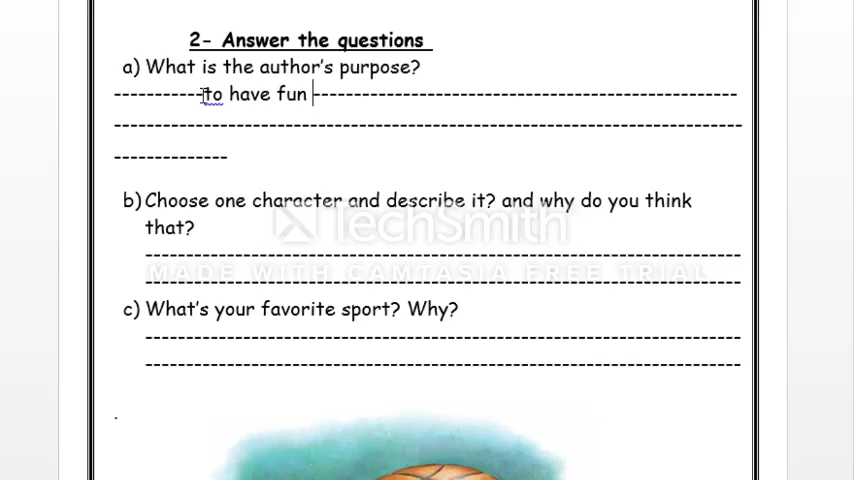 2- Answer the questions
a) What is the author's purpose?
-----------to have fun ----------------------------------------------------
-----------------------------------------------------------------------------
--------------
b) Choose one character and describe it? and why do you think
that?
-------------------------------------------------------------------------
TechSmith
MADE WITH CAMTASIA FREE TRIAL
-------------------------------------------------------------------------
c) What's your favorite sport? Why?
-------------------------------------------------------------------------
-------------------------------------------------------------------------
.